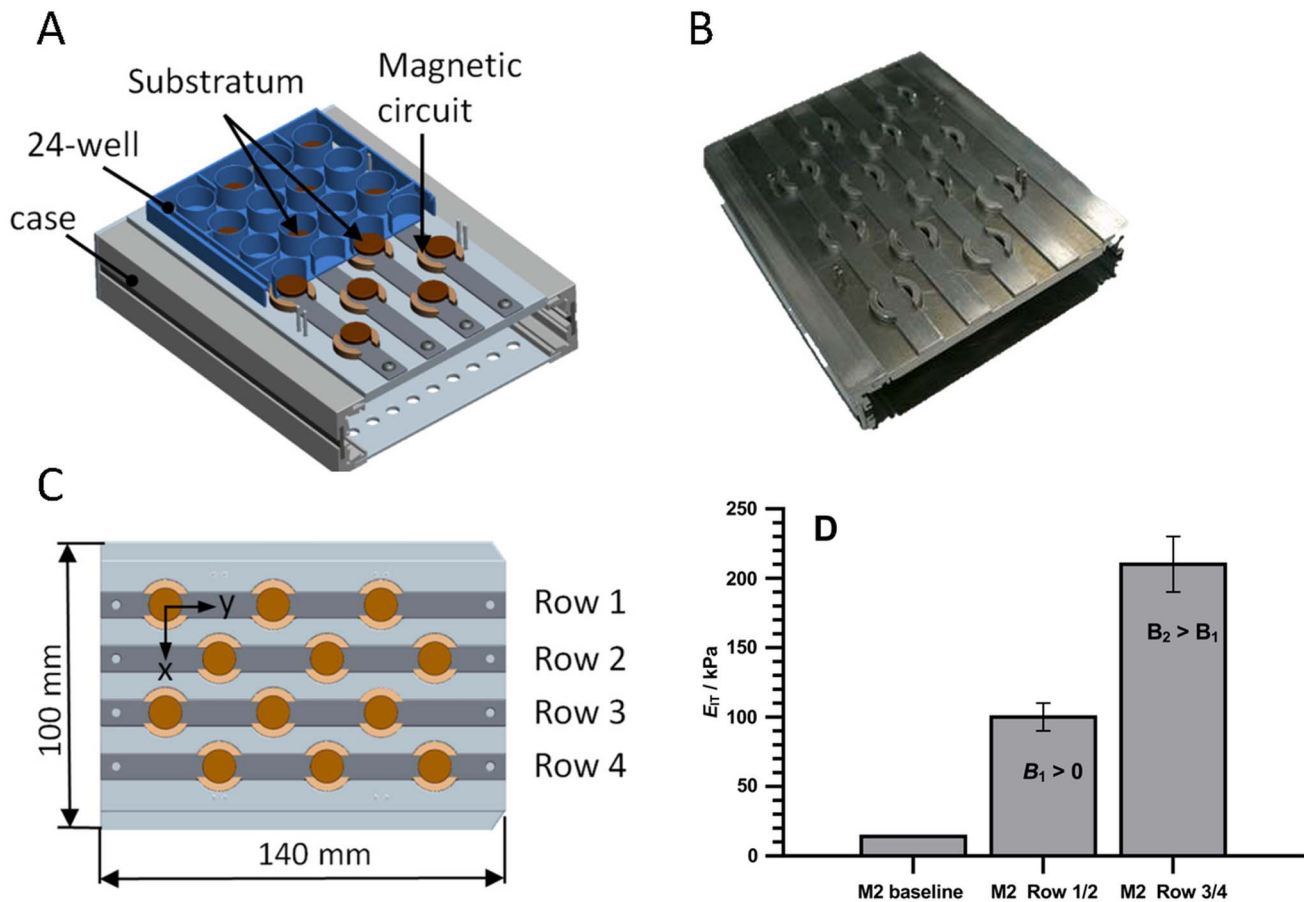 A
Substratum
Magnetic
circuit
24-well
case
B
C
y
x
Row 1
Row 2
Row 3
Row 4
100 mm
140 mm
D
250
200
150
100
50
0
E_IT / kPa
B₁ > 0
B₂ > B₁
M2 baseline
M2 Row 1/2
M2 Row 3/4